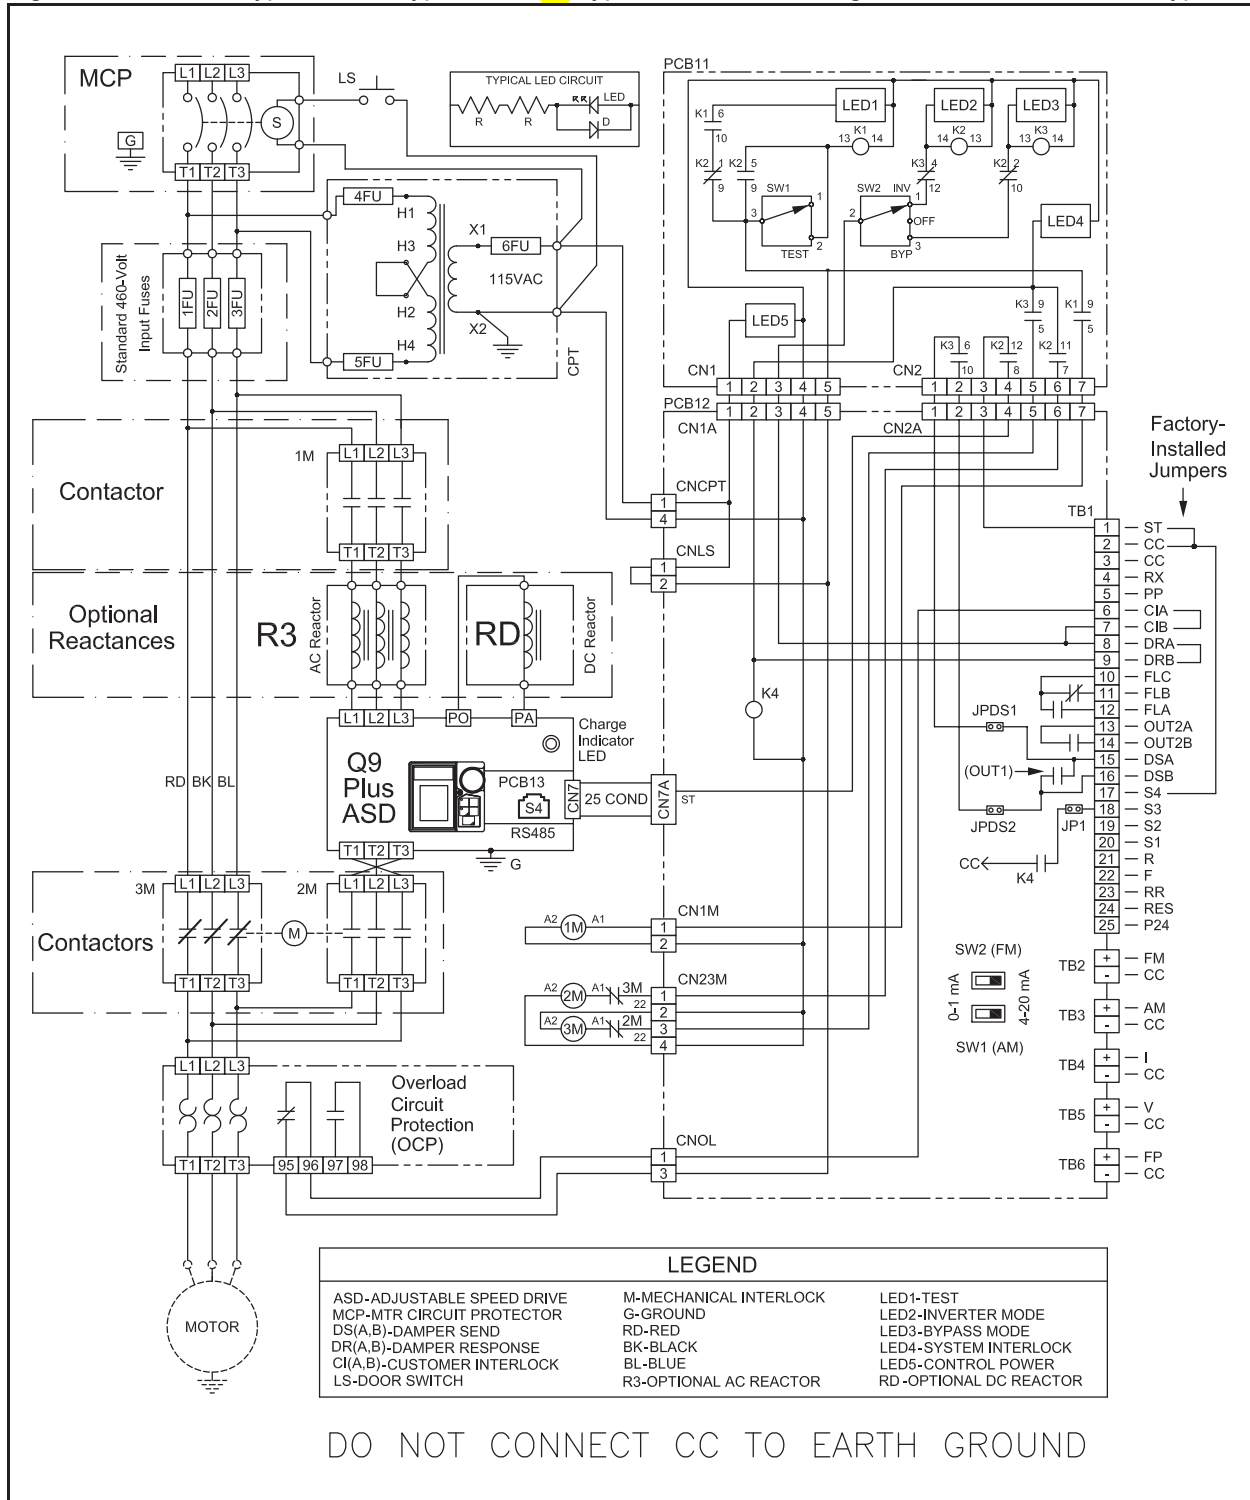 MCP
L1 L2 L3
S
G
T1 T2 T3
LS
TYPICAL LED CIRCUIT
LED
R R D
4FU
H1
H3
H2
H4
5FU
X1
6FU
115VAC
X2
CPT
Standard 460-Volt
Input Fuses
1FU 2FU 3FU
PCB11
LED1 LED2 LED3
K1 6
10
K2 1
9
K2 5
9
K1
13 14
K2
14 13
K3
13 14
K3 4
12
K2 2
10
SW1
1
3
2
TEST
SW2 INV
1
2
OFF
3
BYP
LED4
LED5
K3 9
5
K1 9
5
K3 6
10
K2 12
8
K2 11
7
CN1
1 2 3 4 5
CN2
1 2 3 4 5 6 7
PCB12
1 2 3 4 5
CN1A
1 2 3 4 5 6 7
CN2A
Factory-
Installed
Jumpers
Contactor
1M
L1 L2 L3
T1 T2 T3
CNCPT
1
4
CNLS
1
2
Optional
Reactances
R3
AC Reactor
RD
DC Reactor
L1 L2 L3
PO
PA
Charge
Indicator
LED
Q9
Plus
ASD
PCB13
S4
RS485
CN7
25 COND
CN7A
ST
T1 T2 T3
G
RD BK BL
K4
TB1
1 ST
2 CC
3 CC
4 RX
5 PP
6 CIA
7 CIB
8 DRA
9 DRB
10 FLC
11 FLB
12 FLA
13 OUT2A
14 OUT2B
15 DSA
16 DSB
17 S4
18 S3
19 S2
20 S1
21 R
22 F
23 RR
24 RES
25 P24
JPDS1
(OUT1)
JPDS2
JP1
CC
K4
Contactors
3M
L1 L2 L3
2M
L1 L2 L3
M
T1 T2 T3
T1 T2 T3
A2 1M A1
CN1M
1
2
CN23M
A2 2M A1 3M
22
A2 3M A1 2M
22
1
2
3
4
SW2 (FM)
0-1 mA
4-20 mA
SW1 (AM)
TB2
+ FM
- CC
TB3
+ AM
- CC
TB4
+ I
- CC
TB5
+ V
- CC
TB6
+ FP
- CC
L1 L2 L3
Overload
Circuit
Protection
(OCP)
T1 T2 T3
95 96 97 98
CNOL
1
3
MOTOR
LEGEND
ASD-ADJUSTABLE SPEED DRIVE
MCP-MTR CIRCUIT PROTECTOR
DS(A,B)-DAMPER SEND
DR(A,B)-DAMPER RESPONSE
CI(A,B)-CUSTOMER INTERLOCK
LS-DOOR SWITCH
M-MECHANICAL INTERLOCK
G-GROUND
RD-RED
BK-BLACK
BL-BLUE
R3-OPTIONAL AC REACTOR
LED1-TEST
LED2-INVERTER MODE
LED3-BYPASS MODE
LED4-SYSTEM INTERLOCK
LED5-CONTROL POWER
RD-OPTIONAL DC REACTOR
DO NOT CONNECT CC TO EARTH GROUND